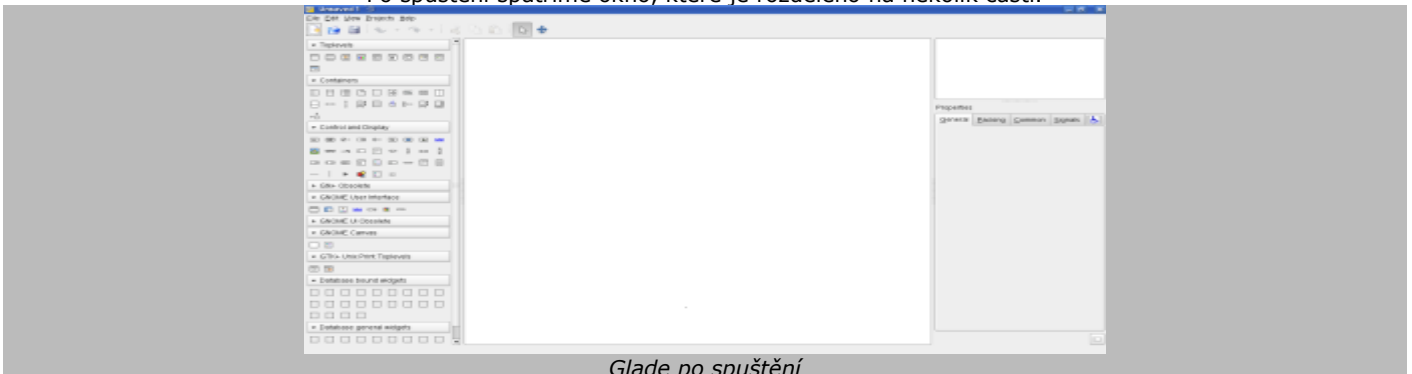 Po spuštění spatříme okno, které je rozděleno na několik částí.
Unsaved 1
File Edit View Projects Help
Toplevels
Containers
Control and Display
GTK+ Obsolete
GNOME User Interface
GNOME UI Obsolete
GNOME Canvas
GTK+ Unix Print Toplevels
Database bound widgets
Database general widgets
Properties
General Packing Common Signals
Glade po spuštění